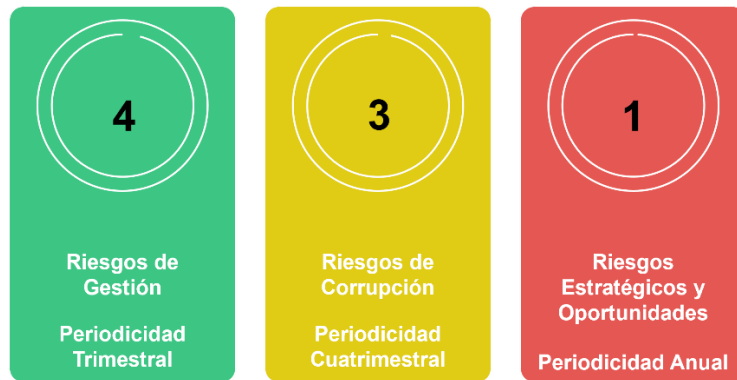 4
Riesgos de
Gestión
Periodicidad
Trimestral
3
Riesgos de
Corrupción
Periodicidad
Cuatrimestral
1
Riesgos
Estratégicos y
Oportunidades
Periodicidad Anual